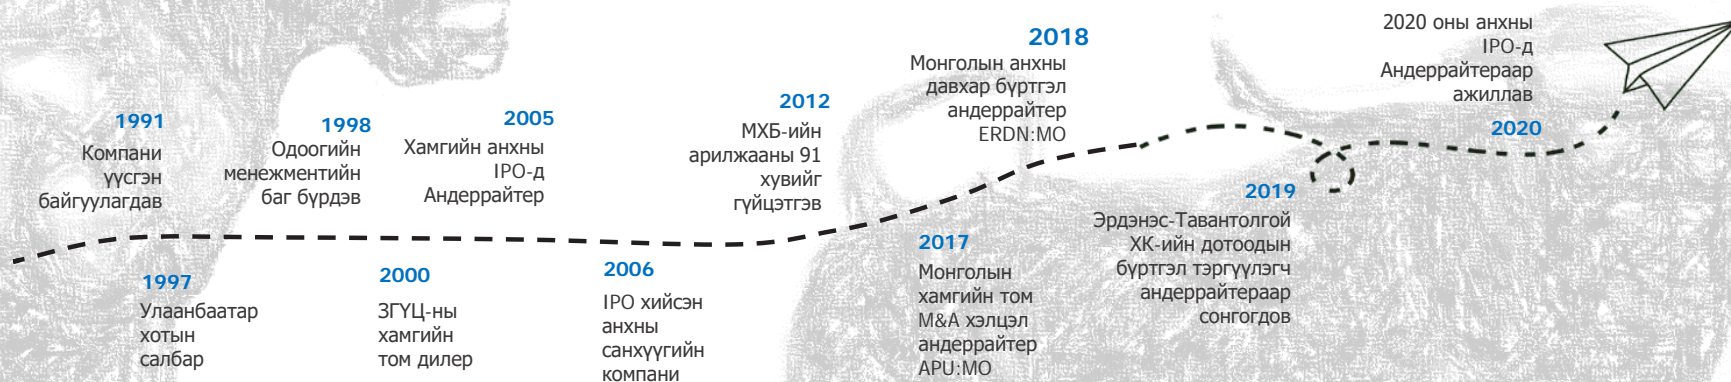 1991
Компани
үүсгэн
байгуулагдав
1997
Улаанбаатар
хотын
салбар
1998
Одоогийн
менежментийн
баг бүрдэв
2000
ЗГҮЦ-ны
хамгийн
том дилер
2005
Хамгийн анхны
IPO-д
Андеррайтер
2006
IPO хийсэн
анхны
санхүүгийн
компани
2012
МХБ-ийн
арилжааны 91
хувийг
гүйцэтгэв
2017
Монголын
хамгийн том
M&A хэлцэл
андеррайтер
APU:MO
2018
Монголын анхны
давхар бүртгэл
андеррайтер
ERDN:MO
2019
Эрдэнэс-Тавантолгой
ХК-ийн дотоодын
бүртгэл тэргүүлэгч
андеррайтераар
сонгогдов
2020 оны анхны
IPO-д
Андеррайтераар
ажиллав
2020